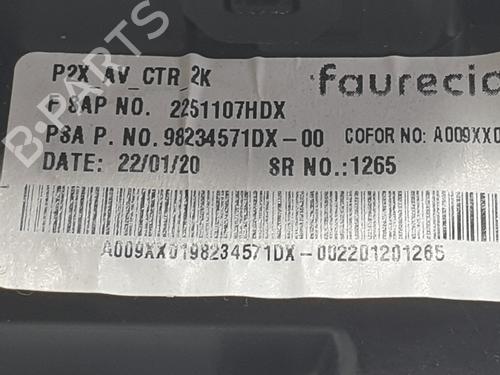 P2X_AV_CTR_2K
faurecia
F SAP NO. 2251107HDX
PSA P. NO. 98234571DX-00 COFOR NO: A009XX0
DATE: 22/01/20 SR NO.:1265
A009XX0198234571DX-002201201265
B-PARTS